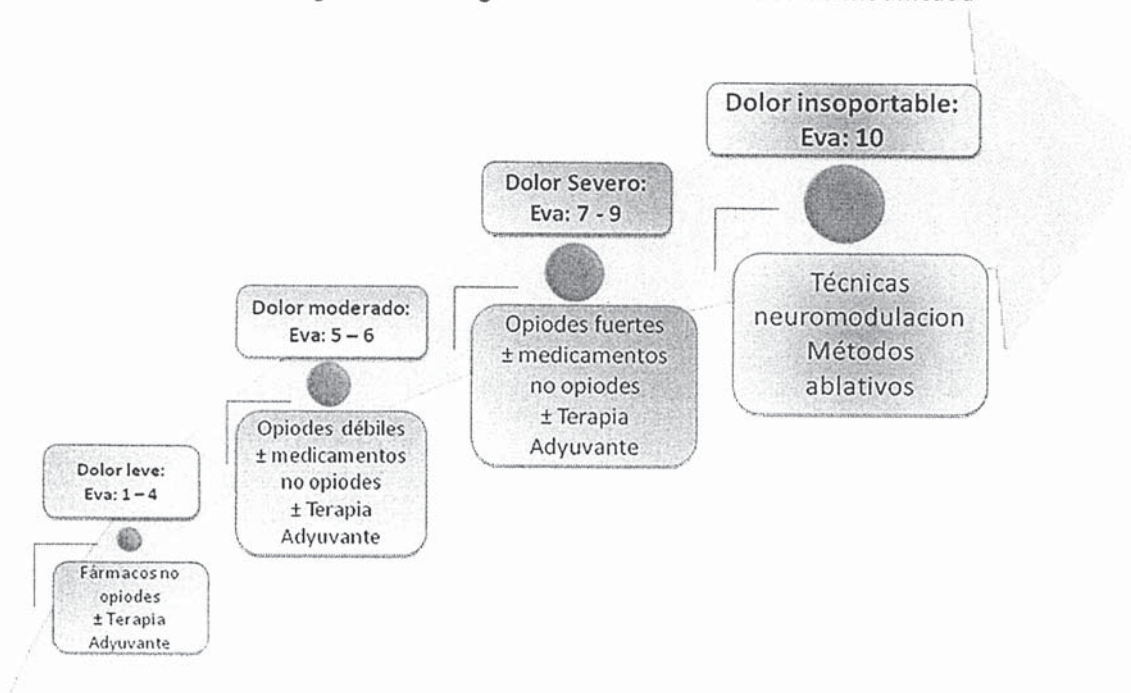 Dolor insoportable:
Eva: 10
Técnicas
neuromodulacion
Métodos
ablativos
Dolor Severo:
Eva: 7 - 9
Opiodes fuertes
± medicamentos
no opiodes
± Terapia
Adyuvante
Dolor moderado:
Eva: 5 – 6
Opiodes débiles
± medicamentos
no opiodes
± Terapia
Adyuvante
Dolor leve:
Eva: 1 – 4
Fármacos no
opiodes
± Terapia
Adyuvante